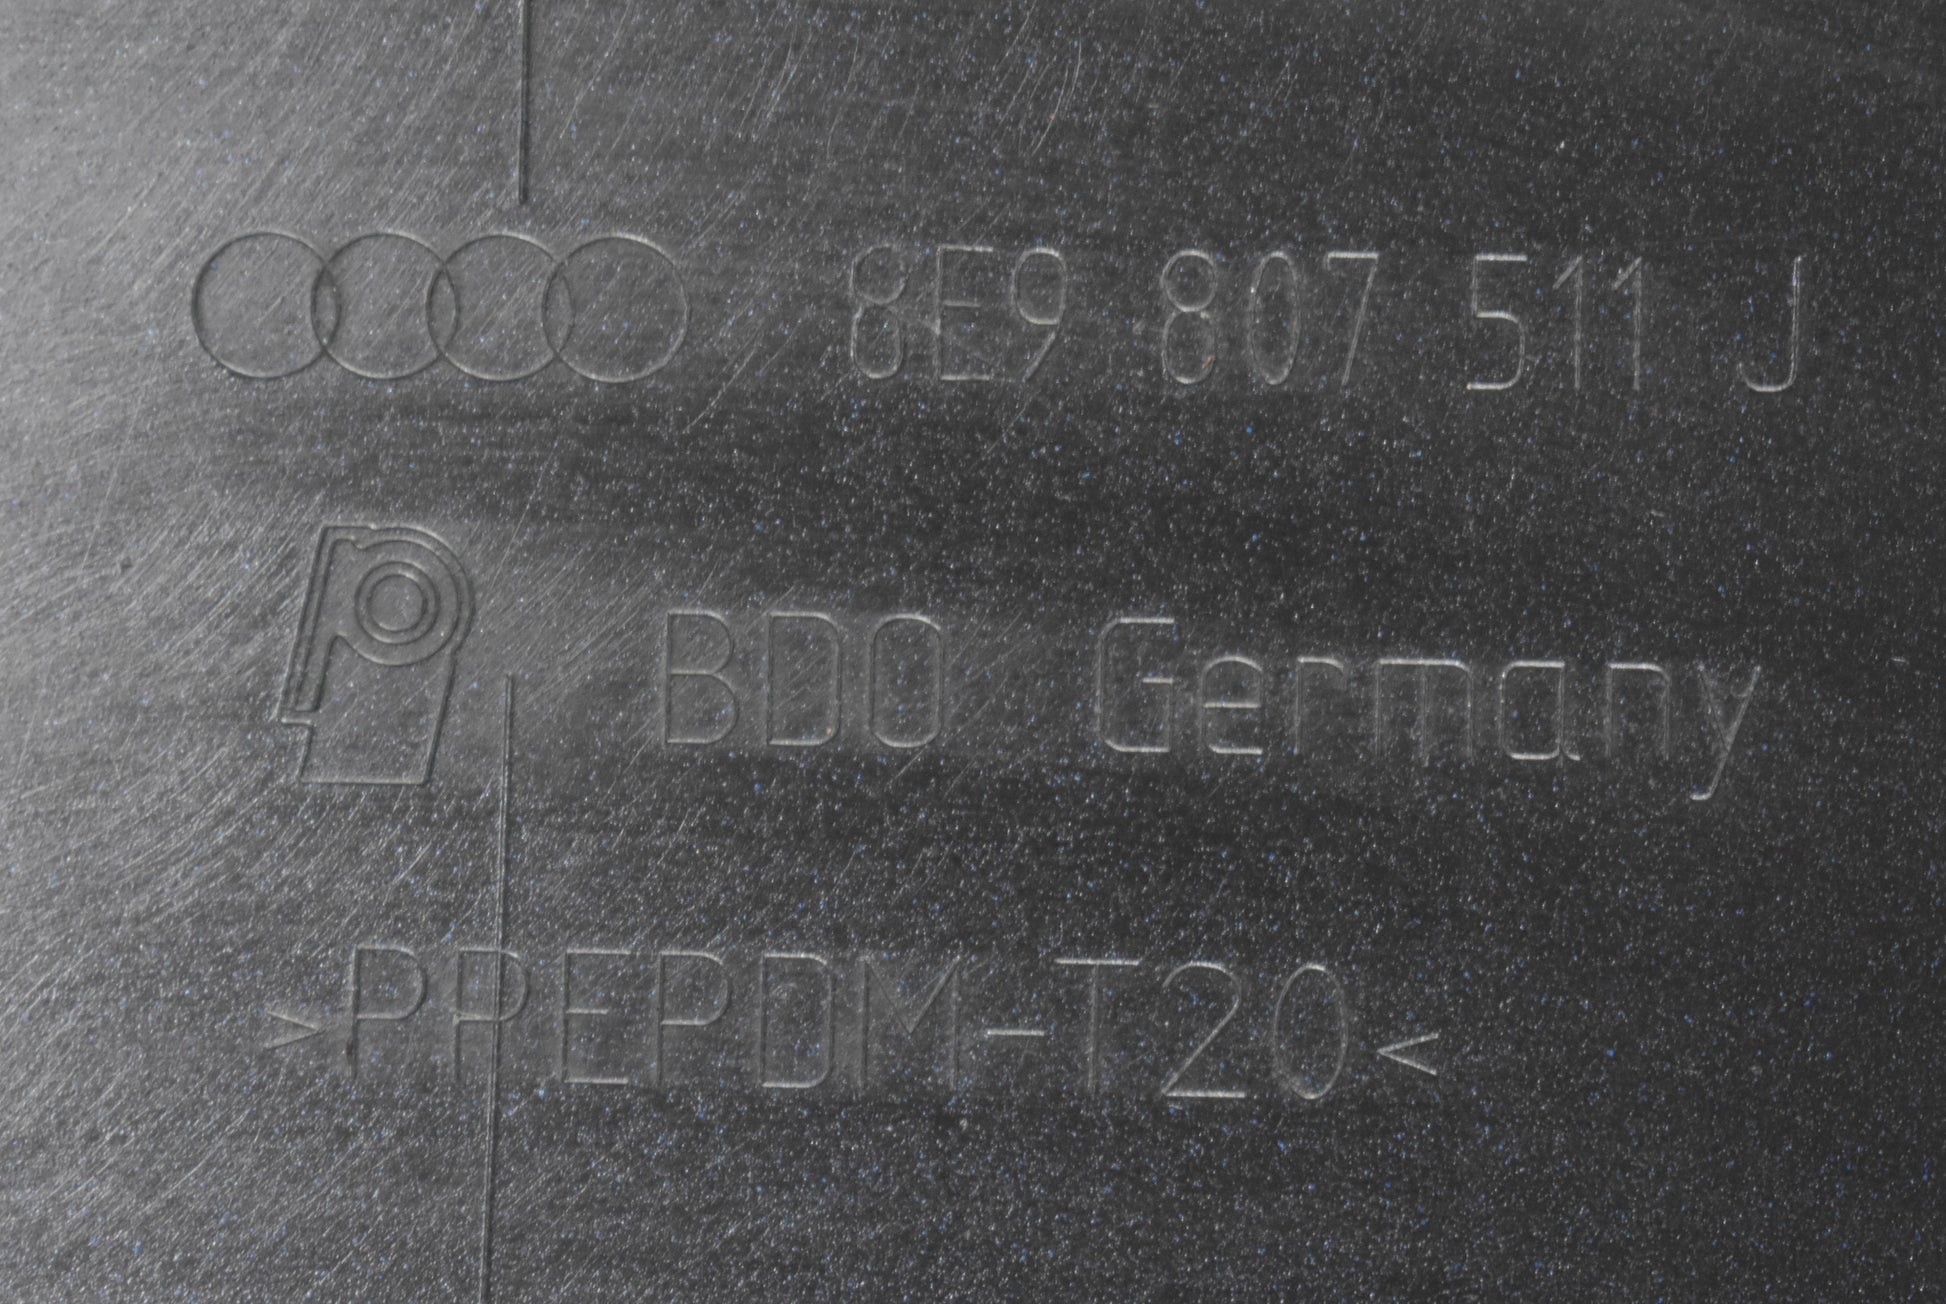 8E9 807 511 J
BDO Germany
>PPEPDM-T20<